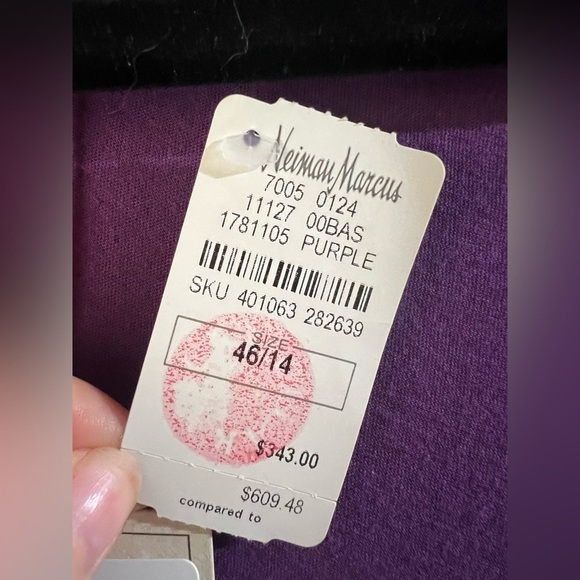 Neiman Marcus
7005 0124
11127 00BAS
1781105 PURPLE
SKU 401063 282639
SIZE
46/14
$343.00
$609.48
compared to